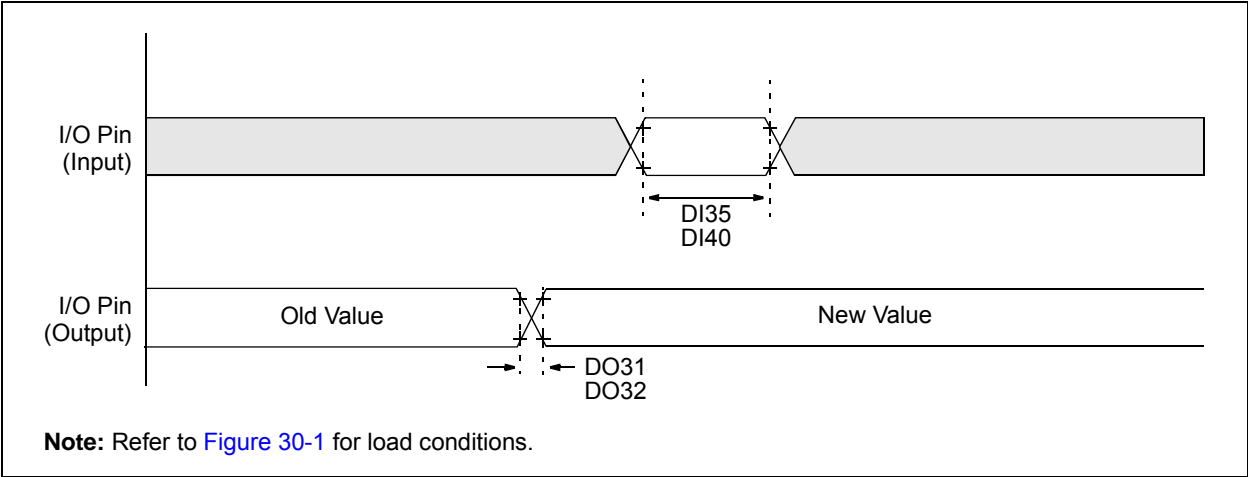 I/O Pin
(Input)
DI35
DI40
I/O Pin
(Output)
Old Value
New Value
DO31
DO32
Note: Refer to Figure 30-1 for load conditions.